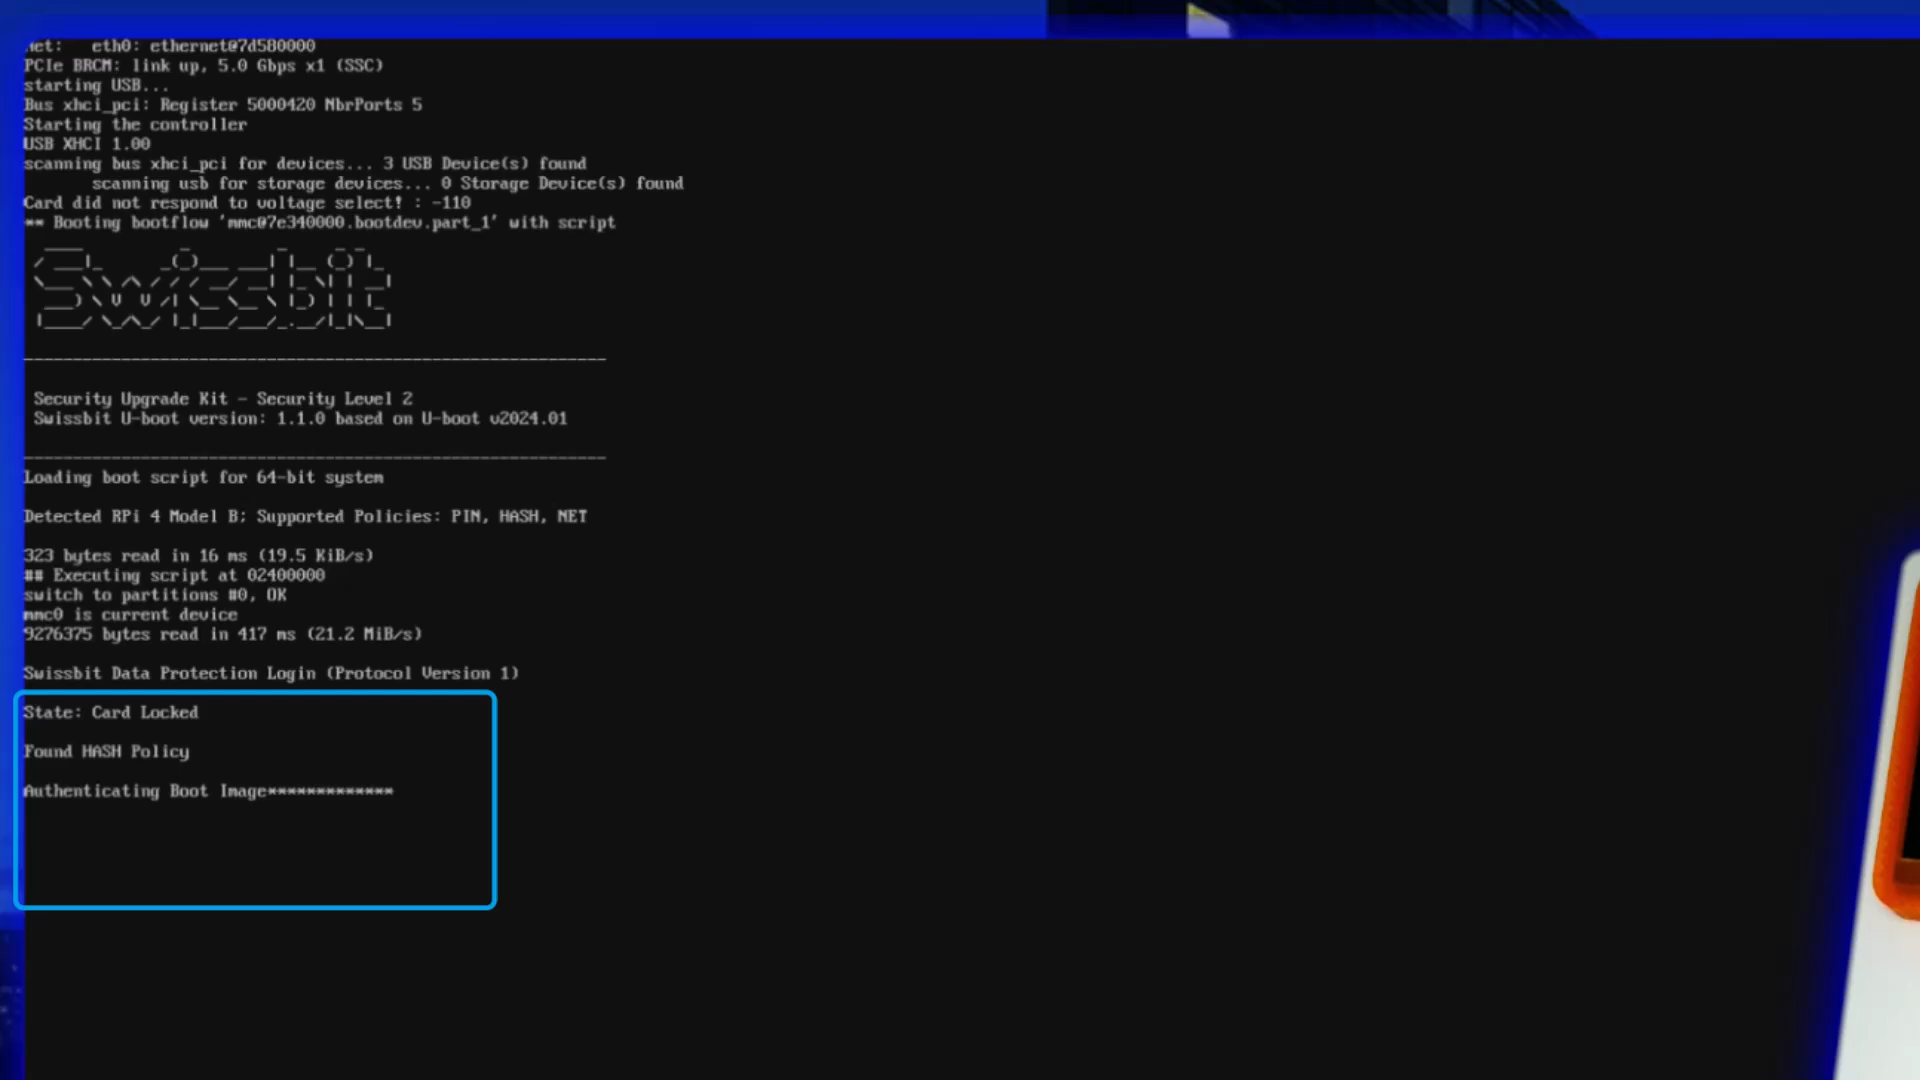 eth0: ethernet@7d580000
PCIe BRCM: link up, 5.0 Gbps x1 (SSC)
starting USB...
Bus xhci_pci: Register 5000420 NbrPorts 5
Starting the controller
USB XHCI 1.00
scanning bus xhci_pci for devices... 3 USB Device(s) found
scanning usb for storage devices... 0 Storage Device(s) found
Card did not respond to voltage select! : -110
** Booting bootflow 'mmc@7e340000.bootdev.part_1' with script
Swissbit
Security Upgrade Kit - Security Level 2
Swissbit U-boot version: 1.1.0 based on U-boot v2024.01
Loading boot script for 64-bit system
Detected RPi 4 Model B; Supported Policies: PIN, HASH, NET
323 bytes read in 16 ms (19.5 KiB/s)
## Executing script at 02400000
switch to partitions #0, OK
mmc0 is current device
9276375 bytes read in 417 ms (21.2 MiB/s)
Swissbit Data Protection Login (Protocol Version 1)
State: Card Locked
Found HASH Policy
Authenticating Boot Image*************